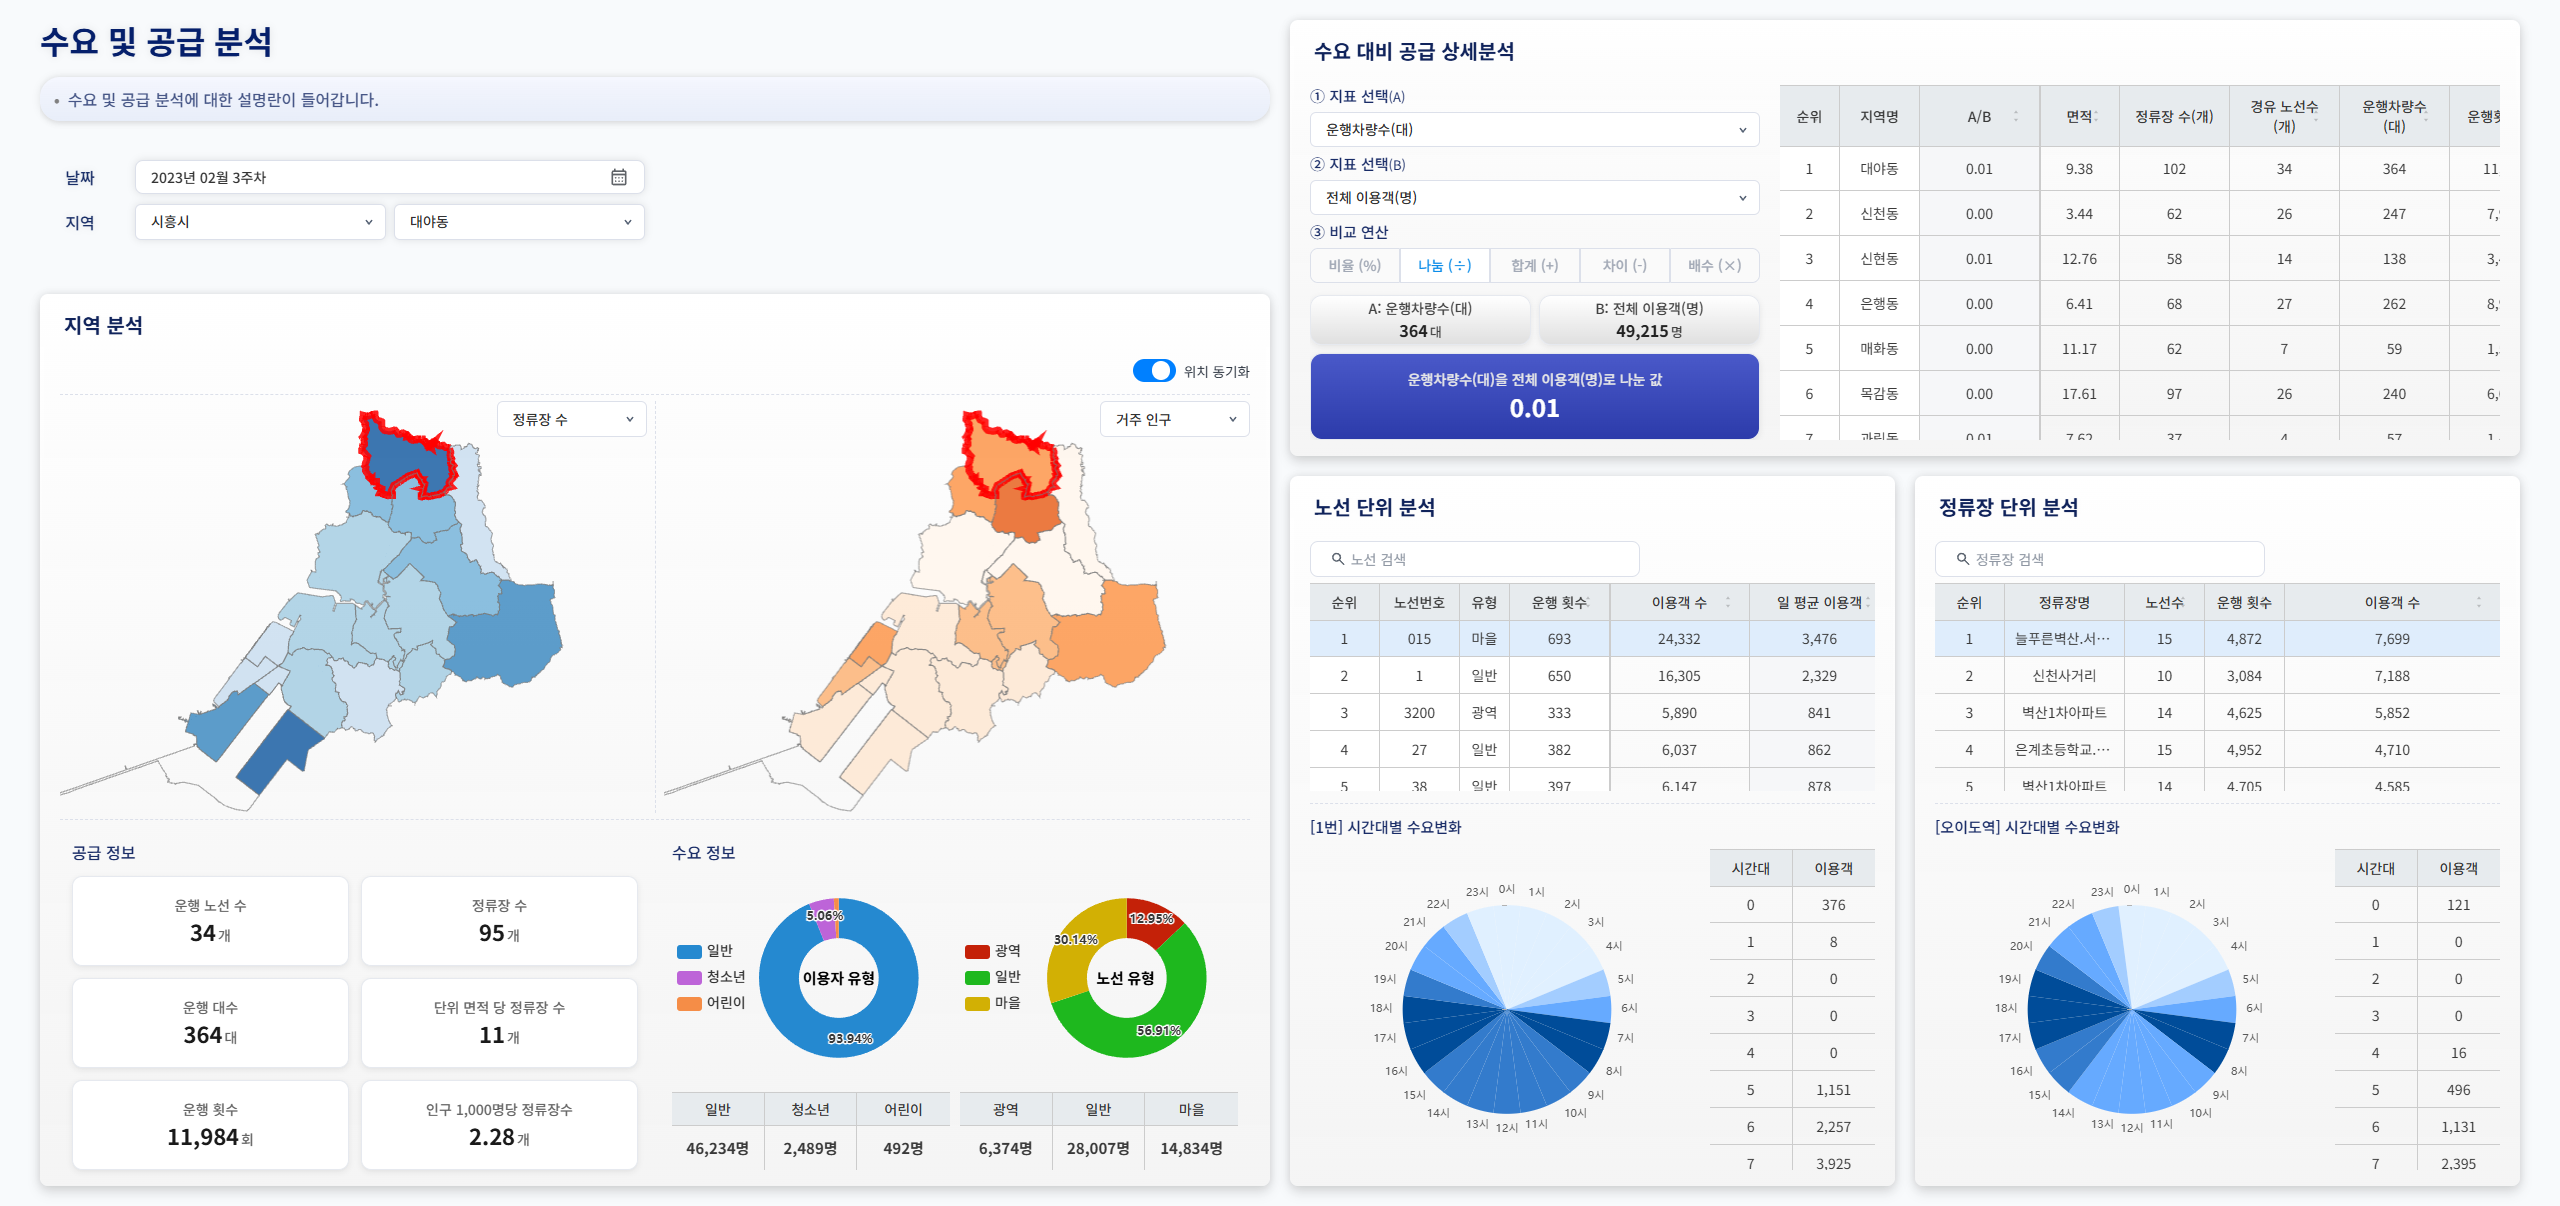 수요 및 공급 분석
• 수요 및 공급 분석에 대한 설명란이 들어갑니다.
날짜
2023년 02월 3주차
지역
시흥시
대야동
지역 분석
위치 동기화
정류장 수
거주 인구
공급 정보
운행 노선 수
34 개
정류장 수
95 개
운행 대수
364 대
단위 면적 당 정류장 수
11 개
운행 횟수
11,984 회
인구 1,000명당 정류장수
2.28 개
수요 정보
일반
청소년
어린이
5.06%
이용자 유형
93.94%
광역
일반
마을
12.95%
30.14%
노선 유형
56.91%
일반 청소년 어린이
46,234명 2,489명 492명
광역 일반 마을
6,374명 28,007명 14,834명
수요 대비 공급 상세분석
① 지표 선택(A)
운행차량수(대)
② 지표 선택(B)
전체 이용객(명)
③ 비교 연산
비율 (%) 나눔 (÷) 합계 (+) 차이 (-) 배수 (×)
A: 운행차량수(대)
364 대
B: 전체 이용객(명)
49,215 명
운행차량수(대)을 전체 이용객(명)로 나눈 값
0.01
순위 지역명 A/B 면적 정류장 수(개) 경유 노선수(개) 운행차량수(대)
1 대야동 0.01 9.38 102 34 364
2 신천동 0.00 3.44 62 26 247
3 신현동 0.01 12.76 58 14 138
4 은행동 0.00 6.41 68 27 262
5 매화동 0.00 11.17 62 7 59
6 목감동 0.00 17.61 97 26 240
7 과림동 0.01 7.62 37 4 57
노선 단위 분석
노선 검색
순위 노선번호 유형 운행 횟수 이용객 수 일 평균 이용객
1 015 마을 693 24,332 3,476
2 1 일반 650 16,305 2,329
3 3200 광역 333 5,890 841
4 27 일반 382 6,037 862
5 38 일반 397 6,147 878
[1번] 시간대별 수요변화
0시
1시
2시
3시
4시
5시
6시
7시
8시
9시
10시
11시
12시
13시
14시
15시
16시
17시
18시
19시
20시
21시
22시
23시
시간대 이용객
0 376
1 8
2 0
3 0
4 0
5 1,151
6 2,257
7 3,925
정류장 단위 분석
정류장 검색
순위 정류장명 노선수 운행 횟수 이용객 수
1 늘푸른벽산.서… 15 4,872 7,699
2 신천사거리 10 3,084 7,188
3 벽산1차아파트 14 4,625 5,852
4 은계초등학교.… 15 4,952 4,710
5 벽산1차아파트 14 4,705 4,585
[오이도역] 시간대별 수요변화
0시
1시
2시
3시
4시
5시
6시
7시
8시
9시
10시
11시
12시
13시
14시
15시
16시
17시
18시
19시
20시
21시
22시
23시
시간대 이용객
0 121
1 0
2 0
3 0
4 16
5 496
6 1,131
7 2,395